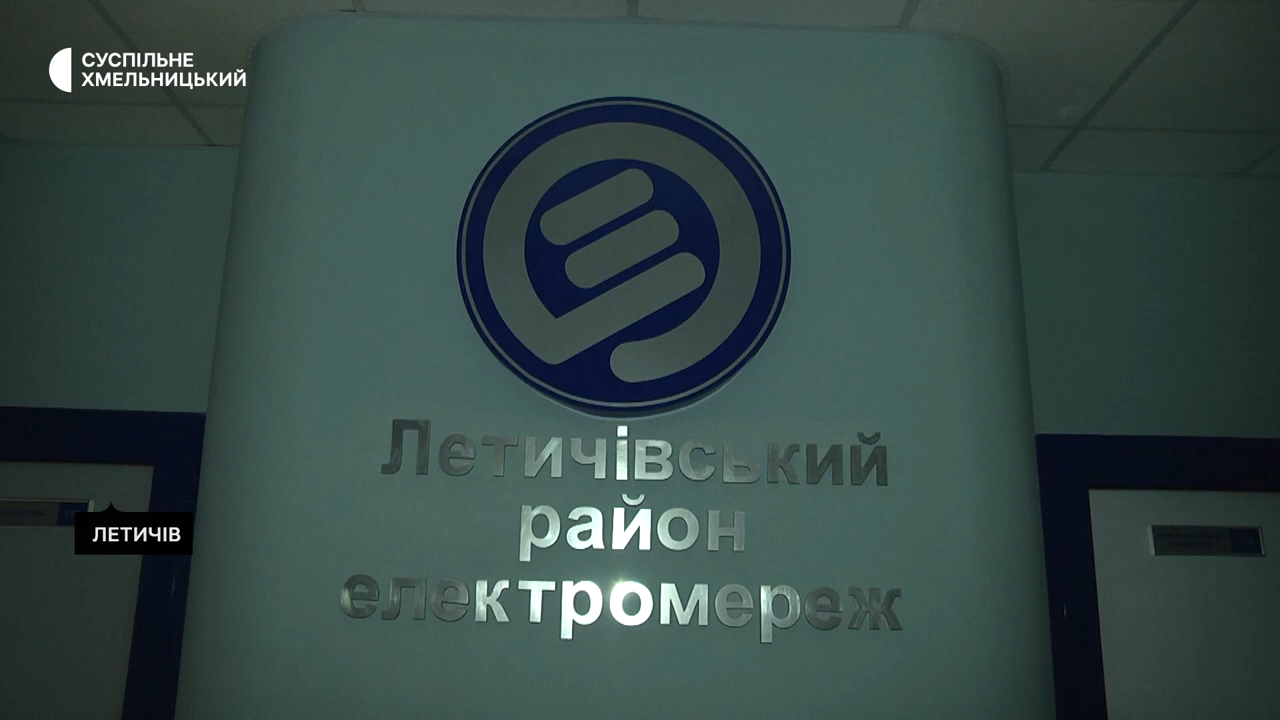 СУСПІЛЬНЕ
ХМЕЛЬНИЦЬКИЙ
Летичівський
район
електромереж
ЛЕТИЧІВ